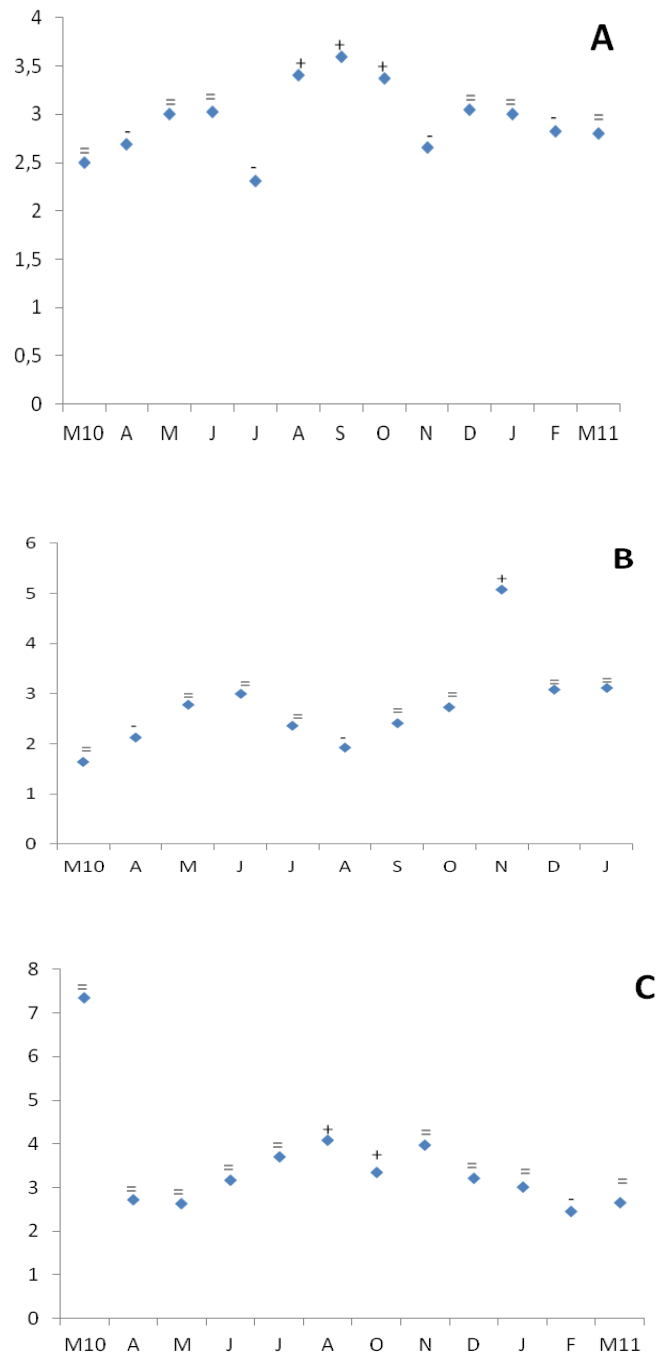 A
4
3,5
3
2,5
2
1,5
1
0,5
0
= - = = - + + + - = = - =
M10 A M J J A S O N D J F M11
B
6
5
4
3
2
1
0
= - = = = - = = + = =
M10 A M J J A S O N D J
C
8
7
6
5
4
3
2
1
0
= = = = = + + = = = - =
M10 A M J J A O N D J F M11